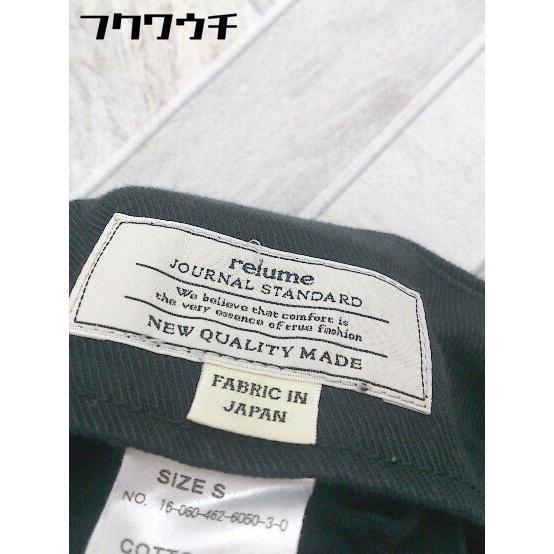 フクワウチ
relume
JOURNAL STANDARD
We believe that comfort is
the very essence of true fashion
NEW QUALITY MADE
FABRIC IN
JAPAN
SIZE S
NO. 16-060-462-6050-3-0